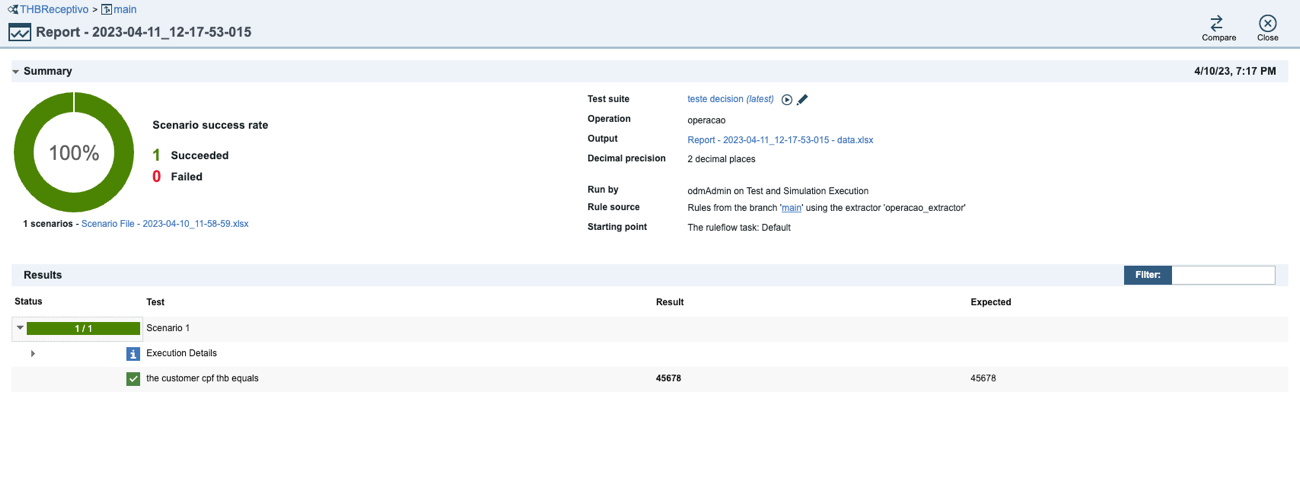 THBReceptivo > main
Report - 2023-04-11_12-17-53-015
Compare
Close
Summary
4/10/23, 7:17 PM
100%
Scenario success rate
1 Succeeded
0 Failed
1 scenarios - Scenario File - 2023-04-10_11-58-59.xlsx
Test suite teste decision (latest)
Operation operacao
Output Report - 2023-04-11_12-17-53-015 - data.xlsx
Decimal precision 2 decimal places
Run by odmAdmin on Test and Simulation Execution
Rule source Rules from the branch 'main' using the extractor 'operacao_extractor'
Starting point The ruleflow task: Default
Results
Filter:
Status Test Result Expected
1 / 1 Scenario 1
Execution Details
the customer cpf thb equals 45678 45678